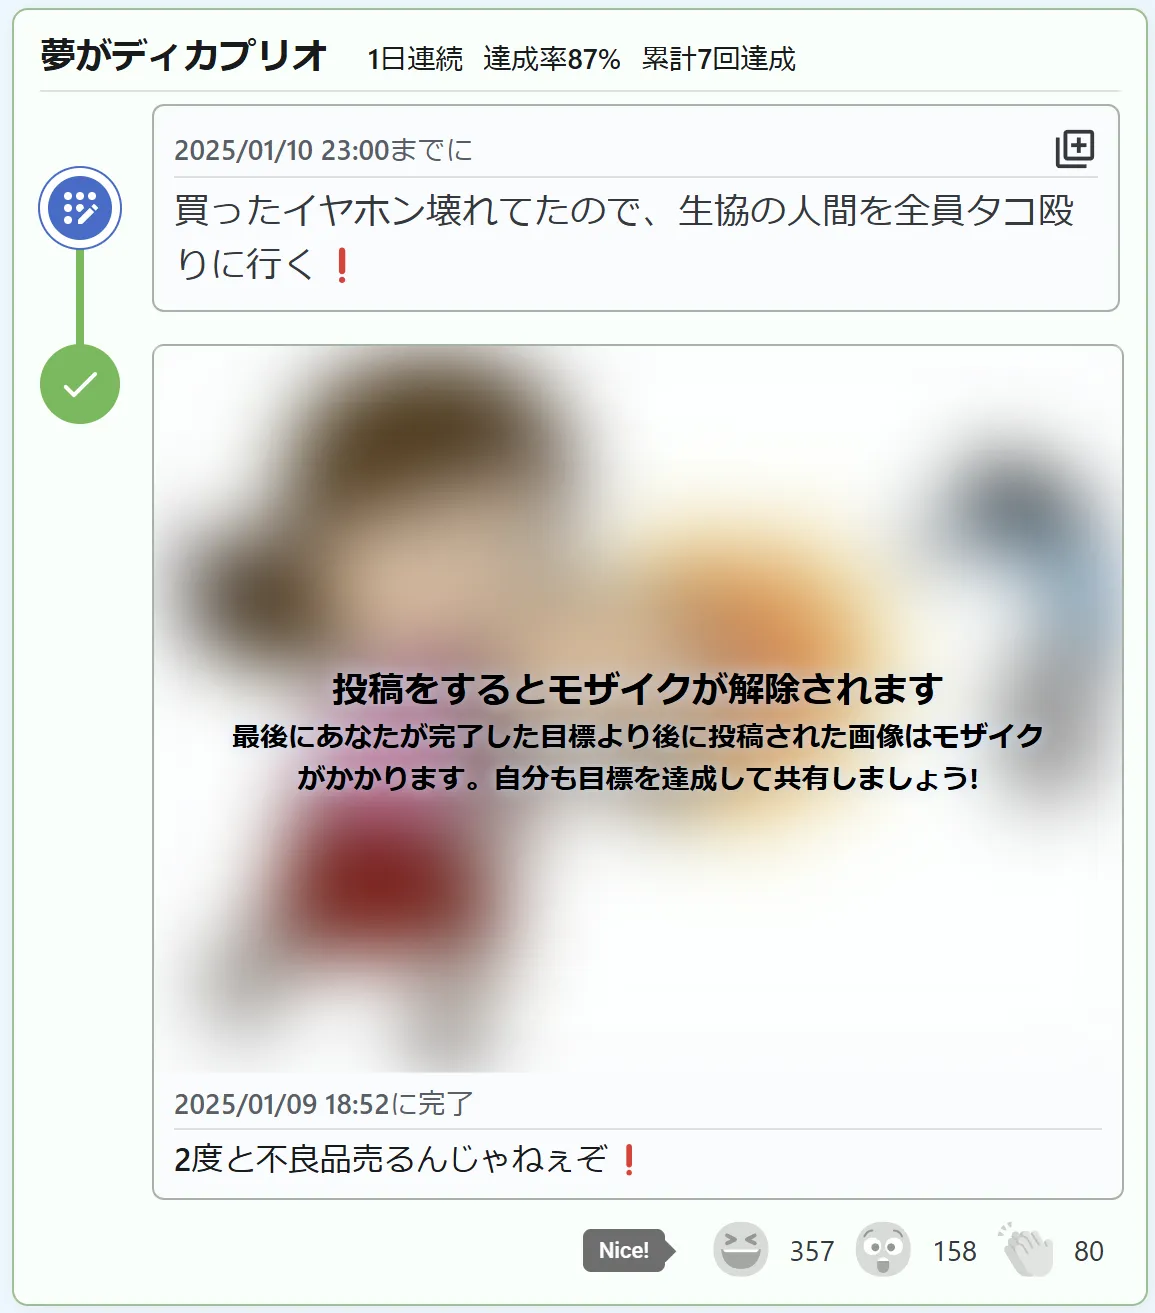 夢がディカプリオ 1日連続 達成率87% 累計7回達成
2025/01/10 23:00までに
買ったイヤホン壊れてたので、生協の人間を全員タコ殴
りに行く❗
投稿をするとモザイクが解除されます
最後にあなたが完了した目標より後に投稿された画像はモザイク
がかかります。自分も目標を達成して共有しましょう!
2025/01/09 18:52に完了
2度と不良品売るんじゃねぇぞ❗
Nice! 357 158 80